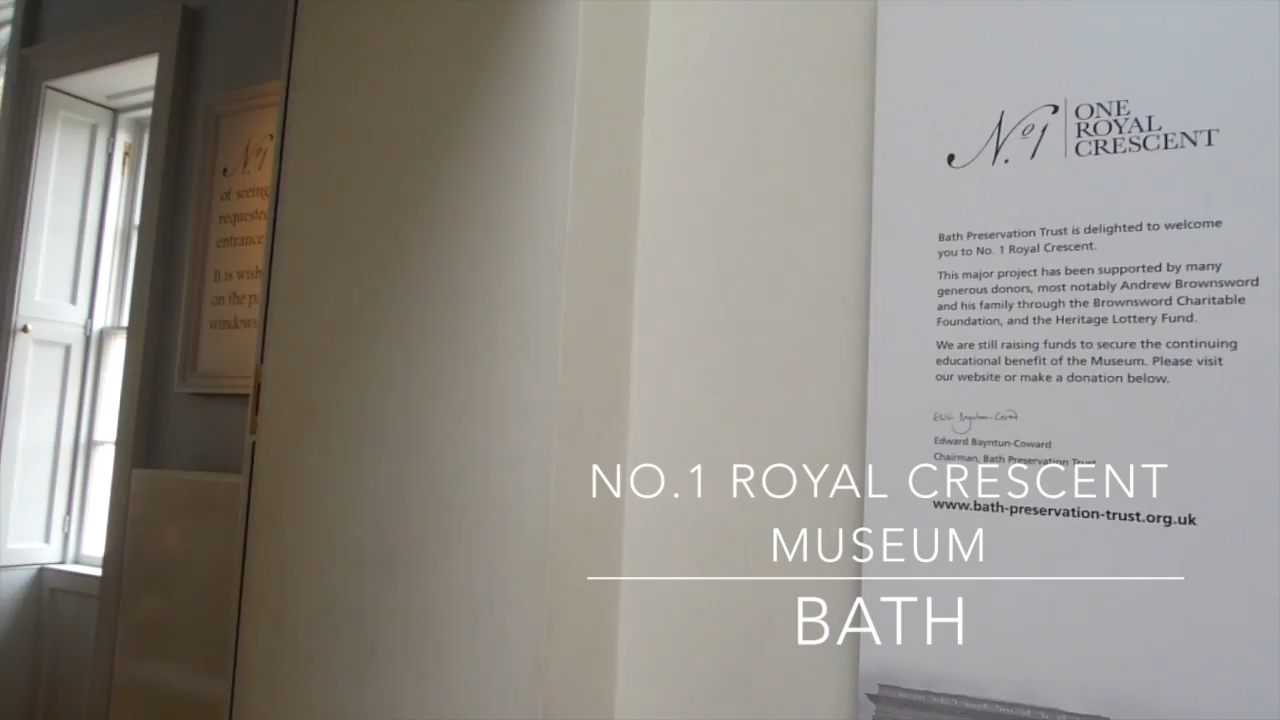 No.1
of seeing
requested
entrance
It is wish
on the p
windows
No.1 ONE
ROYAL
CRESCENT
Bath Preservation Trust is delighted to welcome
you to No. 1 Royal Crescent.
This major project has been supported by many
generous donors, most notably Andrew Brownsword
and his family through the Brownsword Charitable
Foundation, and the Heritage Lottery Fund.
We are still raising funds to secure the continuing
educational benefit of the Museum. Please visit
our website or make a donation below.
Edward Bayntun-Coward
Chairman, Bath Preservation Trust
www.bath-preservation-trust.org.uk
NO.1 ROYAL CRESCENT
MUSEUM
BATH